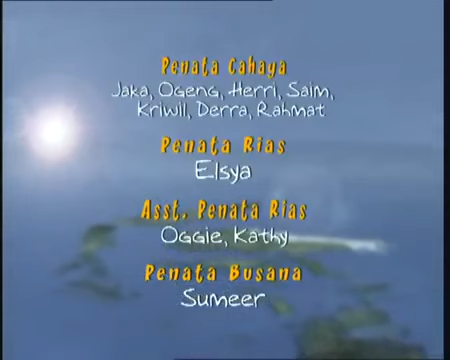 Penata Cahaya
Jaka, Ogeng, Herri, Saim,
Kriwil, Derra, Rahmat
Penata Rias
Elsya
Asst. Penata Rias
Oggie, Kathy
Penata Busana
Sumeer